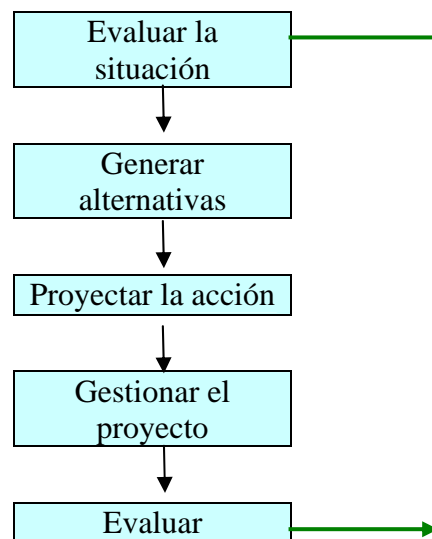 Evaluar la
situación
Generar
alternativas
Proyectar la acción
Gestionar el
proyecto
Evaluar